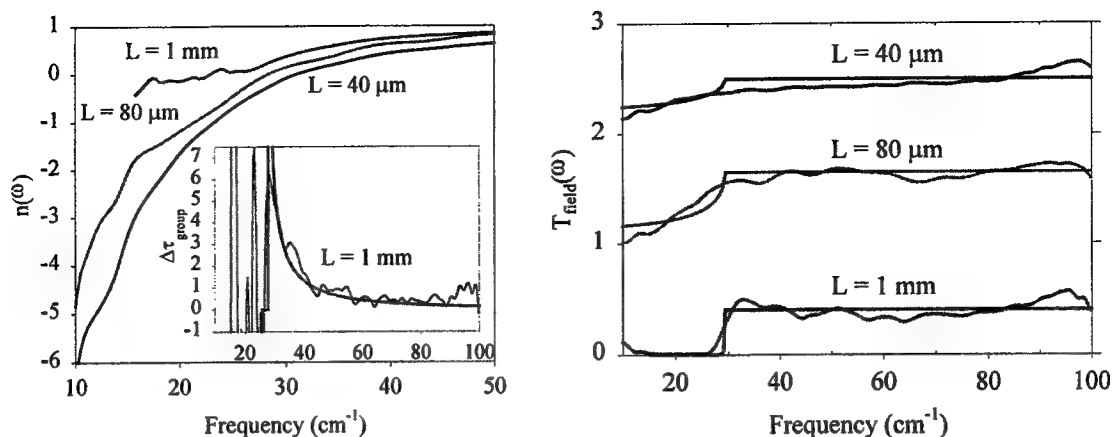 1
0
-1
-2
-3
-4
-5
-6
n(ω)
L = 1 mm
L = 80 μm
L = 40 μm
7
6
5
4
3
2
1
0
-1
Δτgroup
L = 1 mm
20 40 60 80 100
10 20 30 40 50
Frequency (cm⁻¹)
3
2
1
0
Tfield(ω)
L = 40 μm
L = 80 μm
L = 1 mm
20 40 60 80 100
Frequency (cm⁻¹)